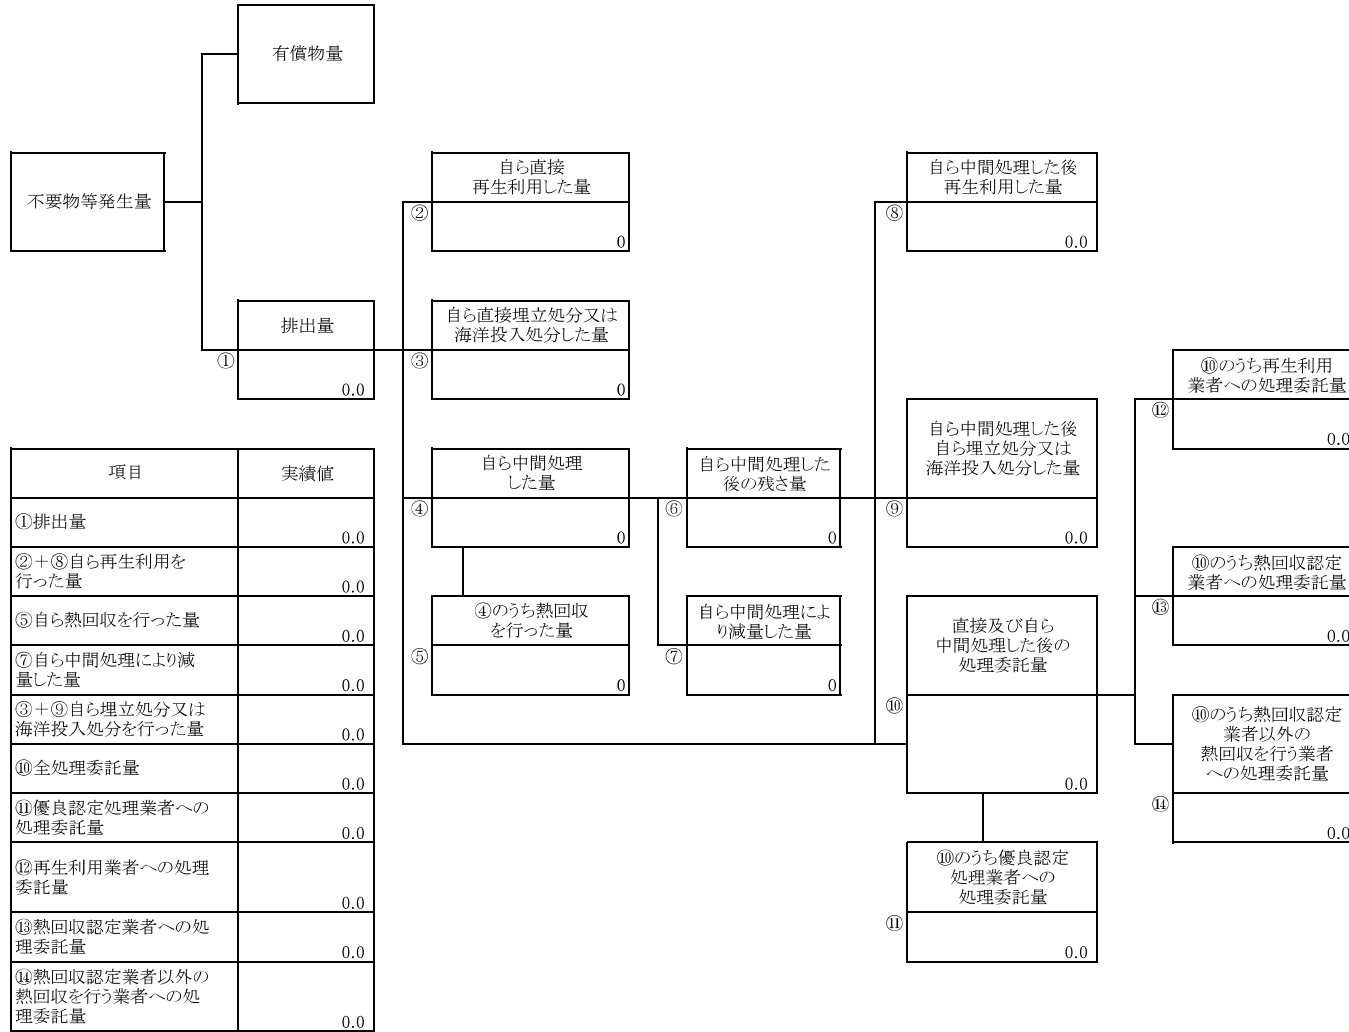 有償物量
不要物等発生量
排出量
①
0.0
自ら直接
再生利用した量
②
0
自ら直接埋立処分又は
海洋投入処分した量
③
0
自ら中間処理
した量
④
0
④のうち熱回収
を行った量
⑤
0
自ら中間処理した
後の残さ量
⑥
0
自ら中間処理によ
り減量した量
⑦
0
自ら中間処理した後
再生利用した量
⑧
0.0
自ら中間処理した後
自ら埋立処分又は
海洋投入処分した量
⑨
0.0
直接及び自ら
中間処理した後の
処理委託量
⑩
0.0
⑩のうち優良認定
処理業者への
処理委託量
⑪
0.0
⑩のうち再生利用
業者への処理委託量
⑫
0.0
⑩のうち熱回収認定
業者への処理委託量
⑬
0.0
⑩のうち熱回収認定
業者以外の
熱回収を行う業者
への処理委託量
⑭
0.0
項目 実績値
①排出量
0.0
②＋⑧自ら再生利用を
行った量
0.0
⑤自ら熱回収を行った量
0.0
⑦自ら中間処理により減
量した量
0.0
③＋⑨自ら埋立処分又は
海洋投入処分を行った量
0.0
⑩全処理委託量
0.0
⑪優良認定処理業者への
処理委託量
0.0
⑫再生利用業者への処理
委託量
0.0
⑬熱回収認定業者への処
理委託量
0.0
⑭熱回収認定業者以外の
熱回収を行う業者への処
理委託量
0.0